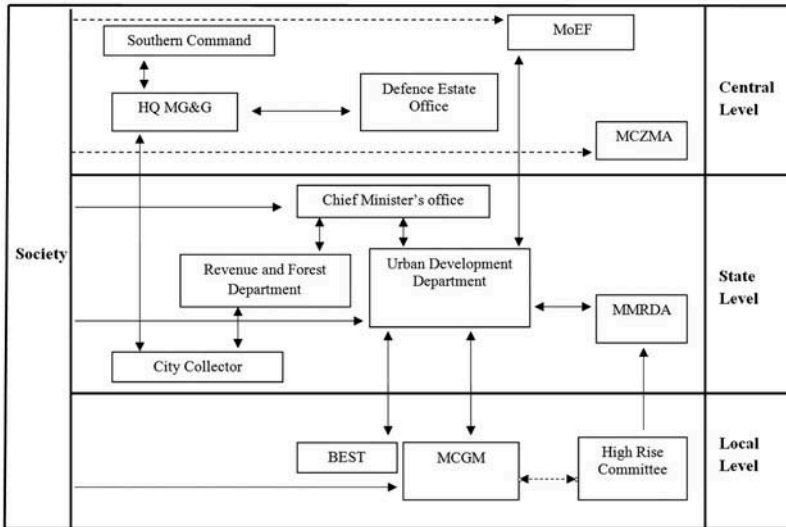 Southern Command
MoEF
HQ MG&G
Defence Estate
Office
Central
Level
MCZMA
Chief Minister's office
Society
Revenue and Forest
Department
Urban Development
Department
State
Level
MMRDA
City Collector
BEST
MCGM
High Rise
Committee
Local
Level